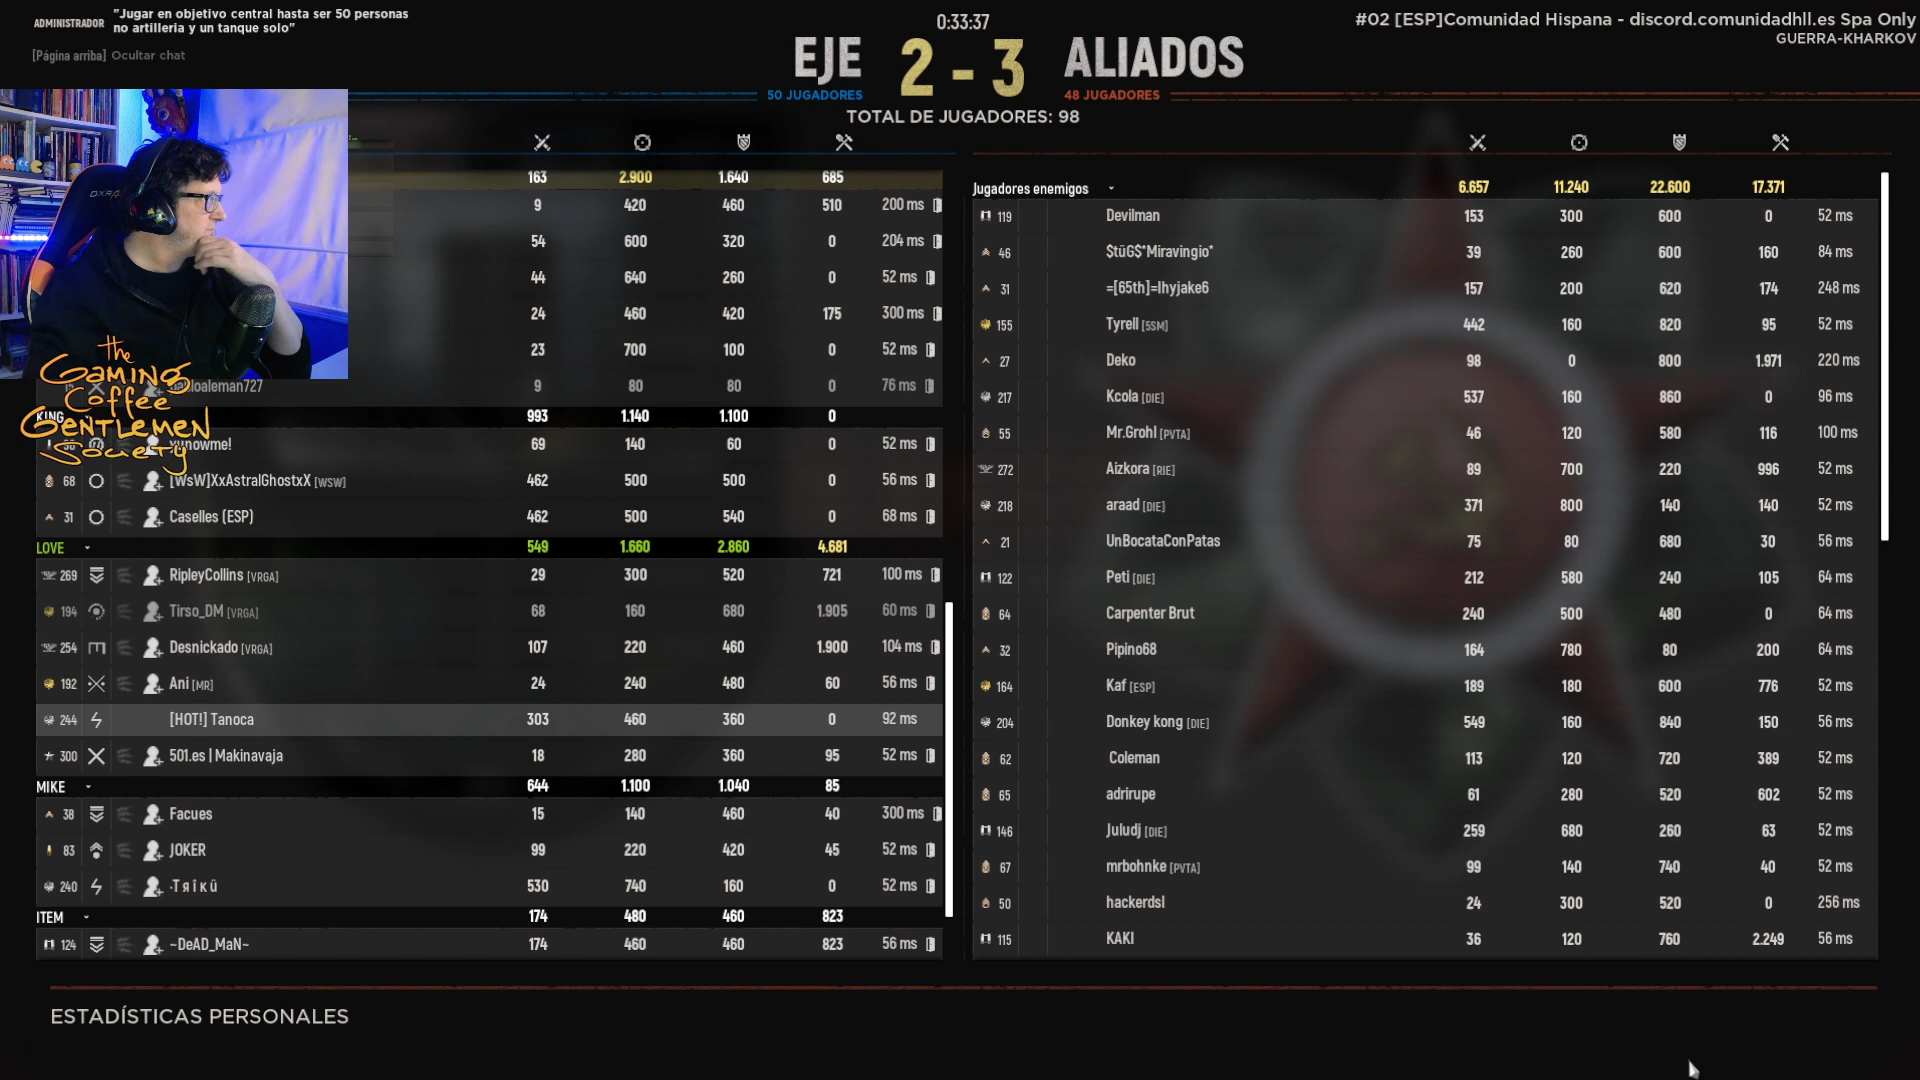 ADMINISTRADOR "Jugar en objetivo central hasta ser 50 personas
no artilleria y un tanque solo"
[Página arriba] Ocultar chat
0:33:37
EJE 2 - 3 ALIADOS
50 JUGADORES 48 JUGADORES
TOTAL DE JUGADORES: 98
#02 [ESP]Comunidad Hispana - discord.comunidadhll.es Spa Only
GUERRA-KHARKOV
DXR
The
Gaming
Coffee
Gentlemen
Society
163 2.900 1.640 685
9 420 460 510 200 ms
54 600 320 0 204 ms
44 640 260 0 52 ms
24 460 420 175 300 ms
23 700 100 0 52 ms
9 80 80 0 76 ms
KING 993 1.140 1.100 0
69 140 60 0 52 ms
68 [WsW]XxAstralGhostxX [WSW] 462 500 500 0 56 ms
31 Caselles (ESP) 462 500 540 0 68 ms
LOVE 549 1.660 2.860 4.681
269 RipleyCollins [VRGA] 29 300 520 721 100 ms
194 Tirso_DM [VRGA] 68 160 680 1.905 60 ms
254 Desnickado [VRGA] 107 220 460 1.900 104 ms
192 Ani [MR] 24 240 480 60 56 ms
244 [HOT!] Tanoca 303 460 360 0 92 ms
300 501.es | Makinavaja 18 280 360 95 52 ms
MIKE 644 1.100 1.040 85
38 Facues 15 140 460 40 300 ms
83 JOKER 99 220 420 45 52 ms
240 ·T я î к ü 530 740 160 0 52 ms
ITEM 174 480 460 823
124 ~DeAD_MaN~ 174 460 460 823 56 ms
Jugadores enemigos 6.657 11.240 22.600 17.371
119 Devilman 153 300 600 0 52 ms
46 $tüG$*Miravingio* 39 260 600 160 84 ms
31 =[65th]=Ihyjake6 157 200 620 174 248 ms
155 Tyrell [5SM] 442 160 820 95 52 ms
27 Deko 98 0 800 1.971 220 ms
217 Kcola [DIE] 537 160 860 0 96 ms
55 Mr.Grohl [PVTA] 46 120 580 116 100 ms
272 Aizkora [RIE] 89 700 220 996 52 ms
218 araad [DIE] 371 800 140 140 52 ms
21 UnBocataConPatas 75 80 680 30 56 ms
122 Peti [DIE] 212 580 240 105 64 ms
64 Carpenter Brut 240 500 480 0 64 ms
32 Pipino68 164 780 80 200 64 ms
164 Kaf [ESP] 189 180 600 776 52 ms
204 Donkey kong [DIE] 549 160 840 150 56 ms
62 Coleman 113 120 720 389 52 ms
65 adrirupe 61 280 520 602 52 ms
146 Juludj [DIE] 259 680 260 63 52 ms
67 mrbohnke [PVTA] 99 140 740 40 52 ms
50 hackerdsl 24 300 520 0 256 ms
115 KAKI 36 120 760 2.249 56 ms
ESTADÍSTICAS PERSONALES